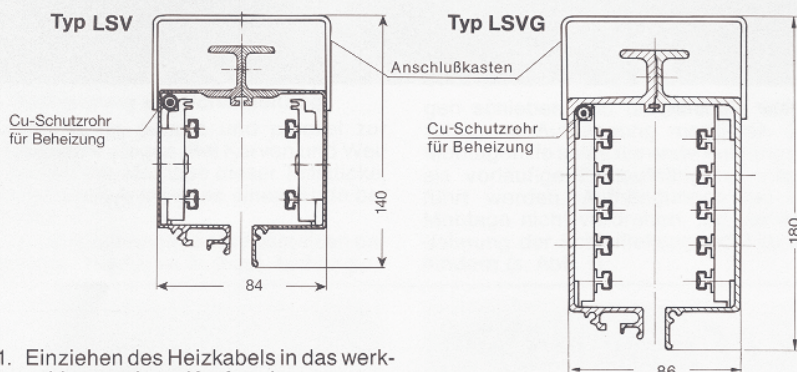 Typ LSV
140
Typ LSVG
Anschlußkasten
Cu-Schutzrohr
für Beheizung
Cu-Schutzrohr
für Beheizung
180
84
86
1. Einziehen des Heizkabels in das werk-